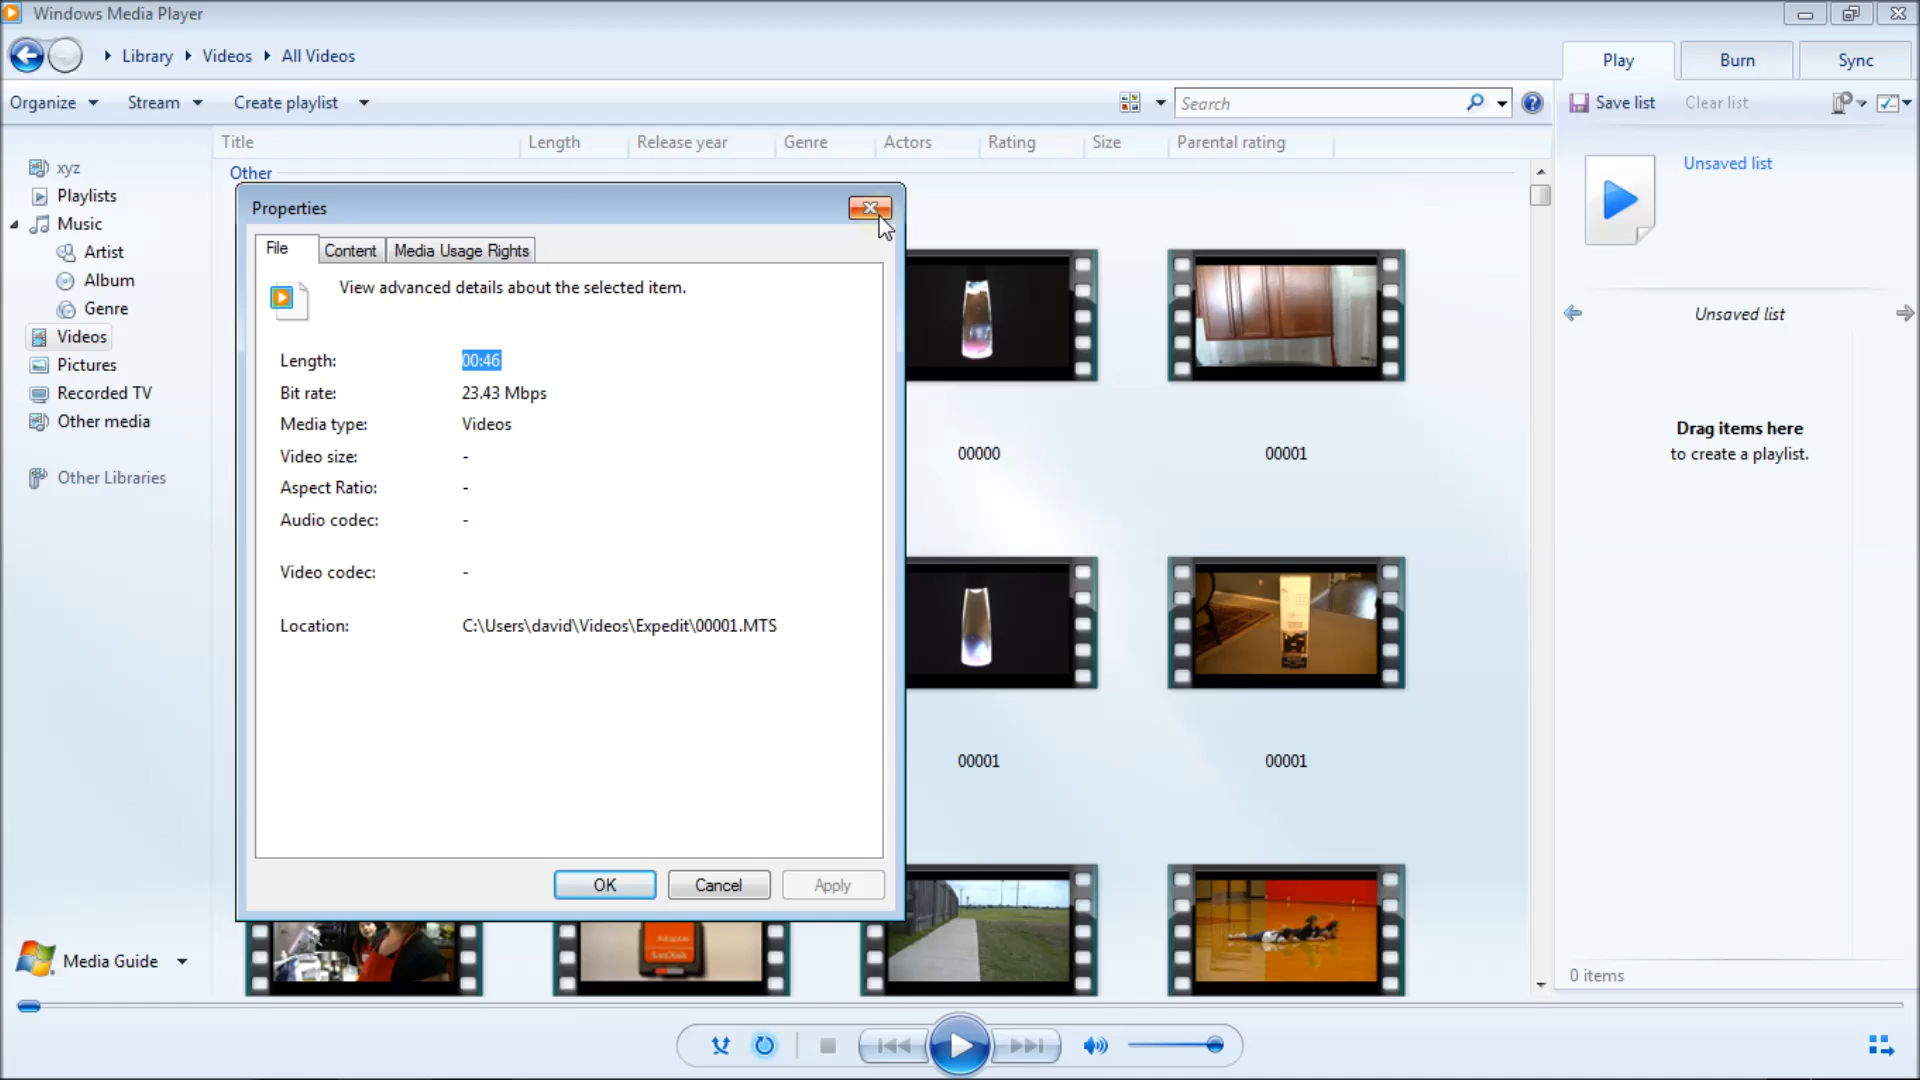 Windows Media Player
Library Videos All Videos
Play Burn Sync
Organize Stream Create playlist
Search
Save list Clear list
Title Length Release year Genre Actors Rating Size Parental rating
Other
xyz
Playlists
Music
Artist
Album
Genre
Videos
Pictures
Recorded TV
Other media
Other Libraries
Properties
File Content Media Usage Rights
View advanced details about the selected item.
Length: 00:46
Bit rate: 23.43 Mbps
Media type: Videos
Video size: -
Aspect Ratio: -
Audio codec: -
Video codec: -
Location: C:\Users\david\Videos\Expedit\00001.MTS
OK Cancel Apply
00000 00001
00001 00001
Adapter
SanDisk
Unsaved list
Unsaved list
Drag items here
to create a playlist.
0 items
Media Guide